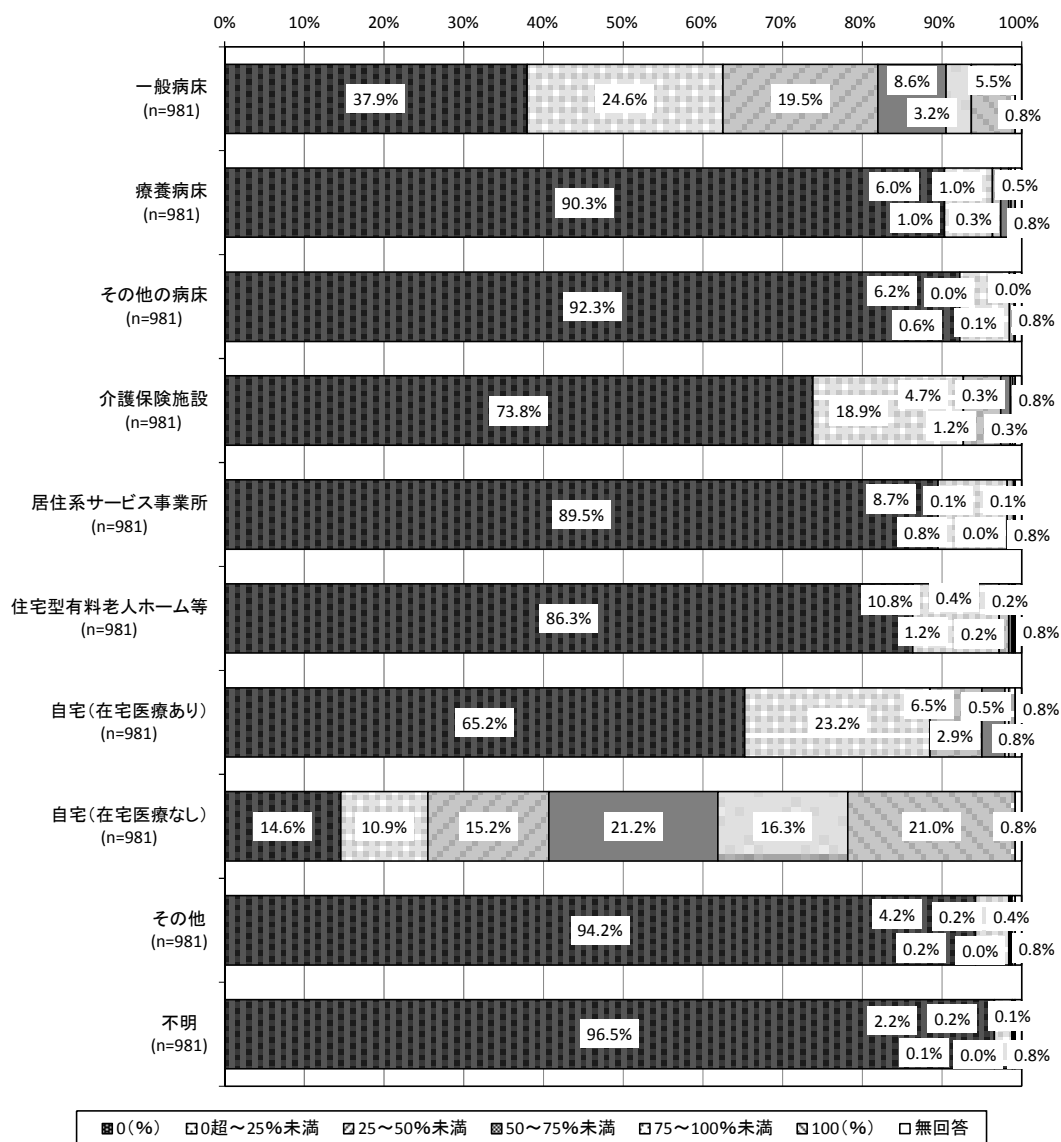 0% 10% 20% 30% 40% 50% 60% 70% 80% 90% 100%
一般病床
(n=981)
37.9% 24.6% 19.5% 8.6% 3.2% 5.5% 0.8%
療養病床
(n=981)
90.3% 6.0% 1.0% 1.0% 0.3% 0.5% 0.8%
その他の病床
(n=981)
92.3% 6.2% 0.6% 0.0% 0.1% 0.0% 0.8%
介護保険施設
(n=981)
73.8% 18.9% 4.7% 1.2% 0.3% 0.3% 0.8%
居住系サービス事業所
(n=981)
89.5% 8.7% 0.8% 0.1% 0.0% 0.1% 0.8%
住宅型有料老人ホーム等
(n=981)
86.3% 10.8% 1.2% 0.4% 0.2% 0.2% 0.8%
自宅(在宅医療あり)
(n=981)
65.2% 23.2% 6.5% 2.9% 0.5% 0.8% 0.8%
自宅(在宅医療なし)
(n=981)
14.6% 10.9% 15.2% 21.2% 16.3% 21.0% 0.8%
その他
(n=981)
94.2% 4.2% 0.2% 0.2% 0.0% 0.4% 0.8%
不明
(n=981)
96.5% 2.2% 0.1% 0.2% 0.0% 0.1% 0.8%
0(%) 0超~25%未満 25~50%未満 50~75%未満 75~100%未満 100(%) 無回答